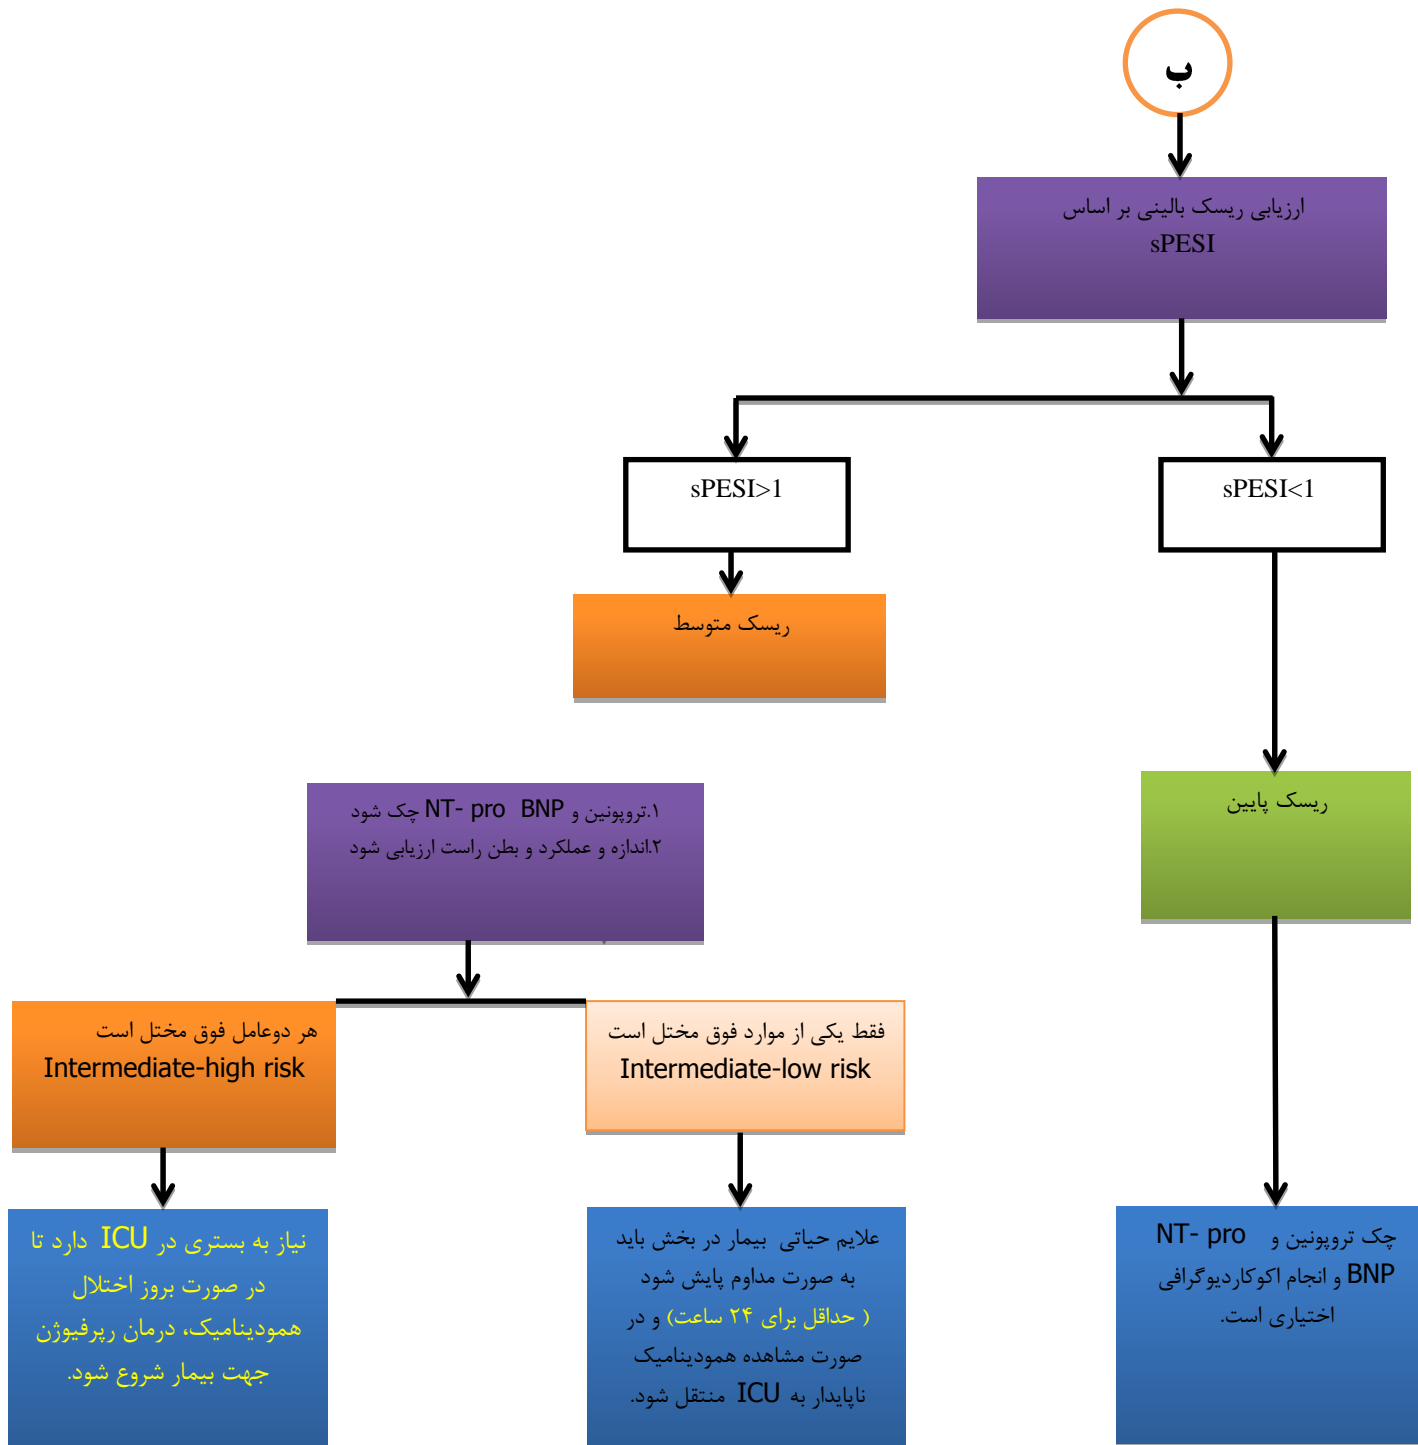 ب
ارزیابی ریسک بالینی بر اساس
sPESI
sPESI<1
sPESI>1
ریسک متوسط
ریسک پایین
۱.تروپونین و NT- pro BNP چک شود
۲.اندازه و عملکرد و بطن راست ارزیابی شود
فقط یکی از موارد فوق مختل است
Intermediate-low risk
هر دوعامل فوق مختل است
Intermediate-high risk
چک تروپونین و NT- pro
BNP و انجام اکوکاردیوگرافی
اختیاری است.
علایم حیاتی بیمار در بخش باید
به صورت مداوم پایش شود
( حداقل برای ۲۴ ساعت) و در
صورت مشاهده همودینامیک
ناپایدار به ICU منتقل شود.
نیاز به بستری در ICU دارد تا
در صورت بروز اختلال
همودینامیک، درمان رپرفیوژن
جهت بیمار شروع شود.